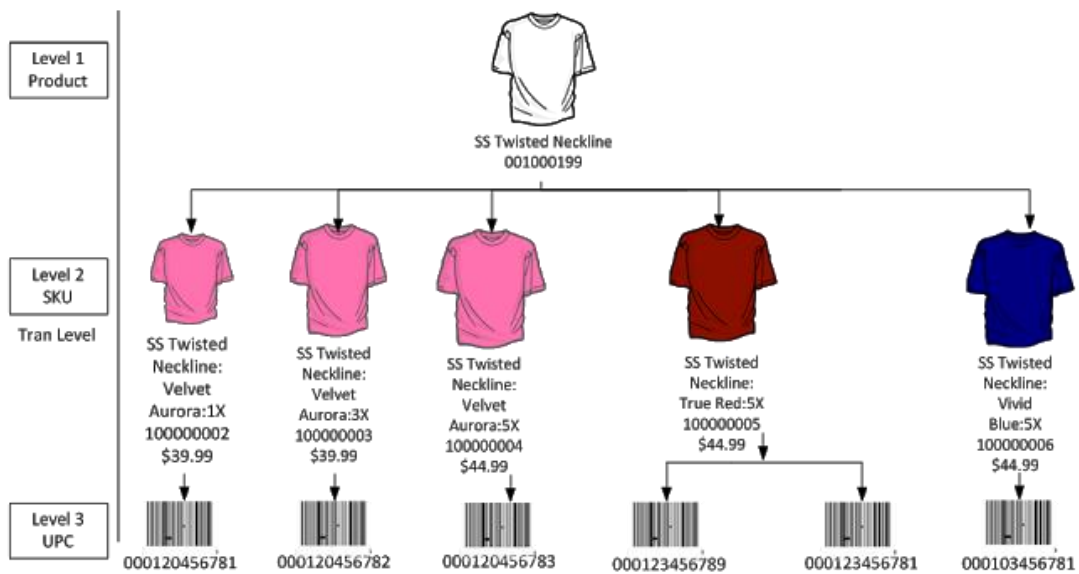 Level 1
Product
SS Twisted Neckline
001000199
Level 2
SKU
Tran Level
SS Twisted
Neckline:
Velvet
Aurora:1X
100000002
$39.99
SS Twisted
Neckline:
Velvet
Aurora:3X
100000003
$39.99
SS Twisted
Neckline:
Velvet
Aurora:5X
100000004
$44.99
SS Twisted
Neckline:
True Red:5X
100000005
$44.99
SS Twisted
Neckline:
Vivid
Blue:5X
100000006
$44.99
Level 3
UPC
000120456781
000120456782
000120456783
000123456789
000123456781
000103456781